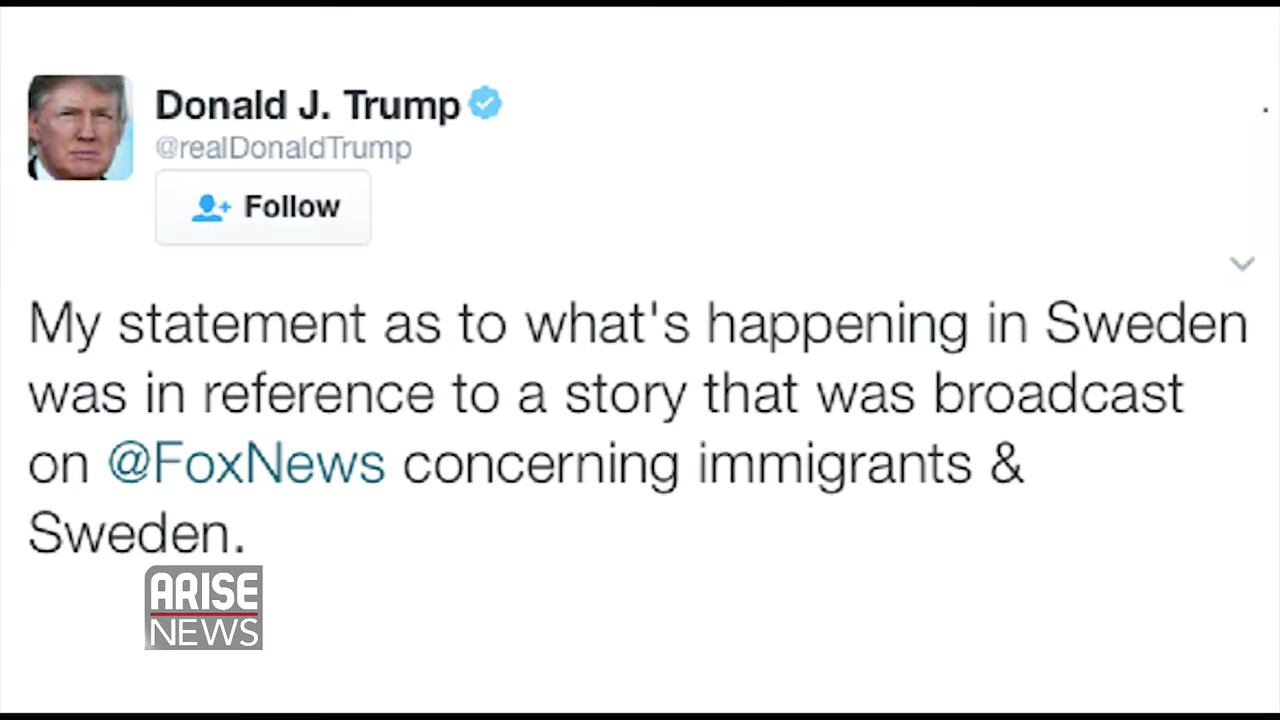 Donald J. Trump
@realDonaldTrump
Follow
My statement as to what's happening in Sweden
was in reference to a story that was broadcast
on @FoxNews concerning immigrants &
Sweden.
ARISE
NEWS